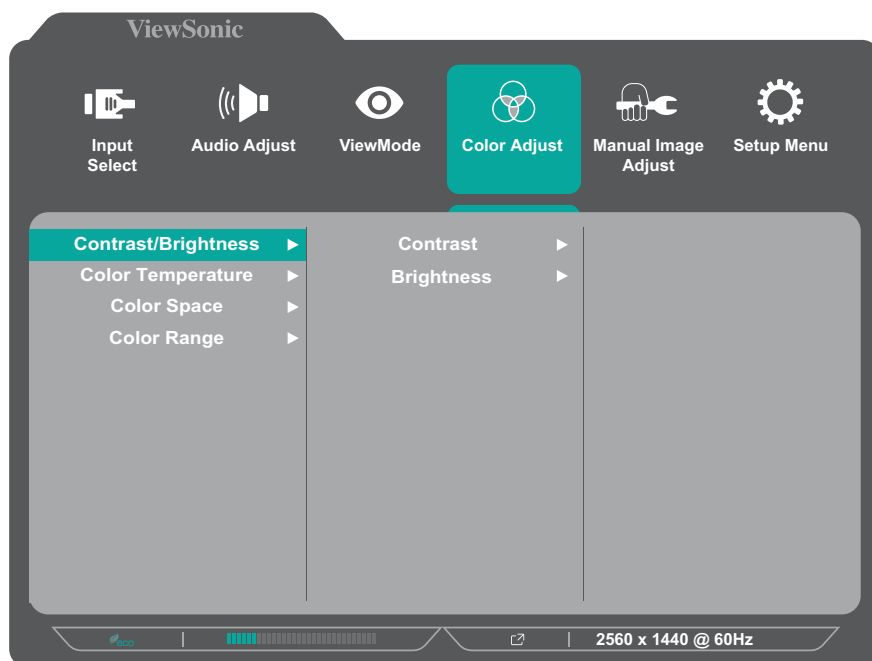 ViewSonic
Input
Select
Audio Adjust
ViewMode
Color Adjust
Manual Image
Adjust
Setup Menu
Contrast/Brightness
Color Temperature
Color Space
Color Range
Contrast
Brightness
eco
2560 x 1440 @ 60Hz